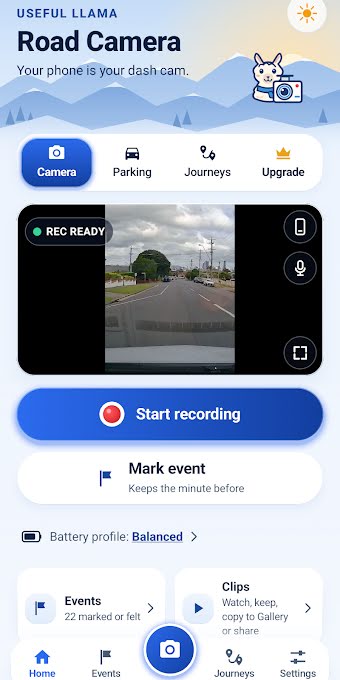 USEFUL LLAMA
Road Camera
Your phone is your dash cam.
Camera
Parking
Journeys
Upgrade
REC READY
Start recording
Mark event
Keeps the minute before
Battery profile: Balanced
Events
22 marked or felt
Clips
Watch, keep,
copy to Gallery
or share
Home
Events
Journeys
Settings